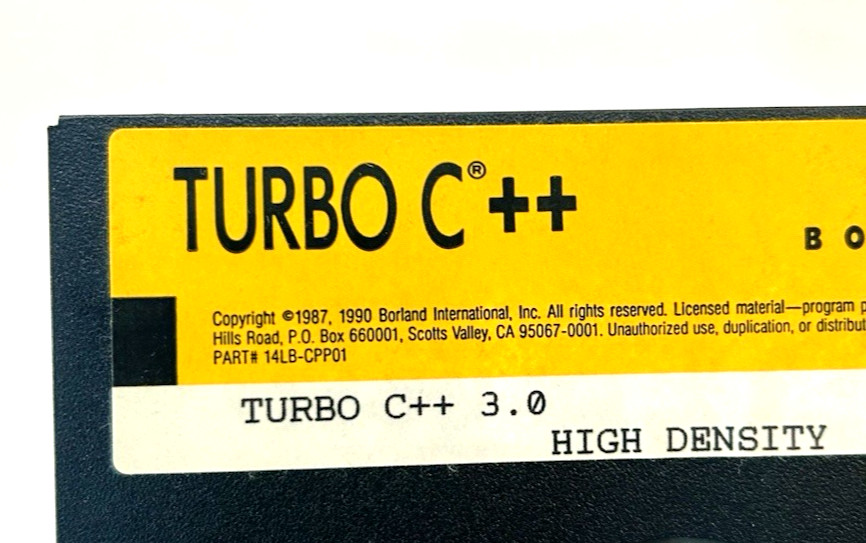 TURBO C®++
B O
Copyright ©1987, 1990 Borland International, Inc. All rights reserved. Licensed material—program p
Hills Road, P.O. Box 660001, Scotts Valley, CA 95067-0001. Unauthorized use, duplication, or distribut
PART# 14LB-CPP01
TURBO C++ 3.0
HIGH DENSITY